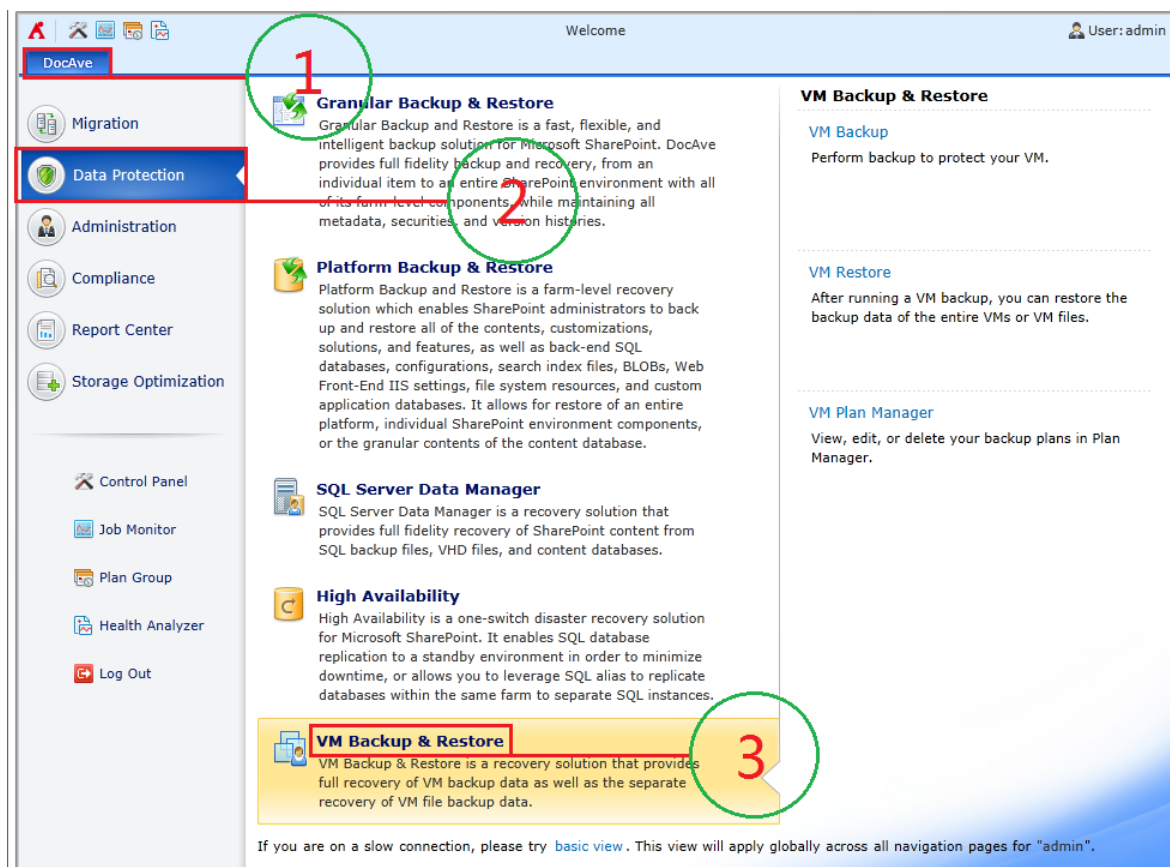 Welcome
User: admin
DocAve
1
Migration
Data Protection
Administration
Compliance
Report Center
Storage Optimization
Control Panel
Job Monitor
Plan Group
Health Analyzer
Log Out
Granular Backup & Restore
Granular Backup and Restore is a fast, flexible, and
intelligent backup solution for Microsoft SharePoint. DocAve
provides full fidelity backup and recovery, from an
individual item to an entire SharePoint environment with all
of its farm-level components, while maintaining all
metadata, securities, and version histories.
2
Platform Backup & Restore
Platform Backup and Restore is a farm-level recovery
solution which enables SharePoint administrators to back
up and restore all of the contents, customizations,
solutions, and features, as well as back-end SQL
databases, configurations, search index files, BLOBs, Web
Front-End IIS settings, file system resources, and custom
application databases. It allows for restore of an entire
platform, individual SharePoint environment components,
or the granular contents of the content database.
SQL Server Data Manager
SQL Server Data Manager is a recovery solution that
provides full fidelity recovery of SharePoint content from
SQL backup files, VHD files, and content databases.
High Availability
High Availability is a one-switch disaster recovery solution
for Microsoft SharePoint. It enables SQL database
replication to a standby environment in order to minimize
downtime, or allows you to leverage SQL alias to replicate
databases within the same farm to separate SQL instances.
VM Backup & Restore
VM Backup & Restore is a recovery solution that provides
full recovery of VM backup data as well as the separate
recovery of VM file backup data.
3
VM Backup & Restore
VM Backup
Perform backup to protect your VM.
VM Restore
After running a VM backup, you can restore the
backup data of the entire VMs or VM files.
VM Plan Manager
View, edit, or delete your backup plans in Plan
Manager.
If you are on a slow connection, please try basic view. This view will apply globally across all navigation pages for "admin".